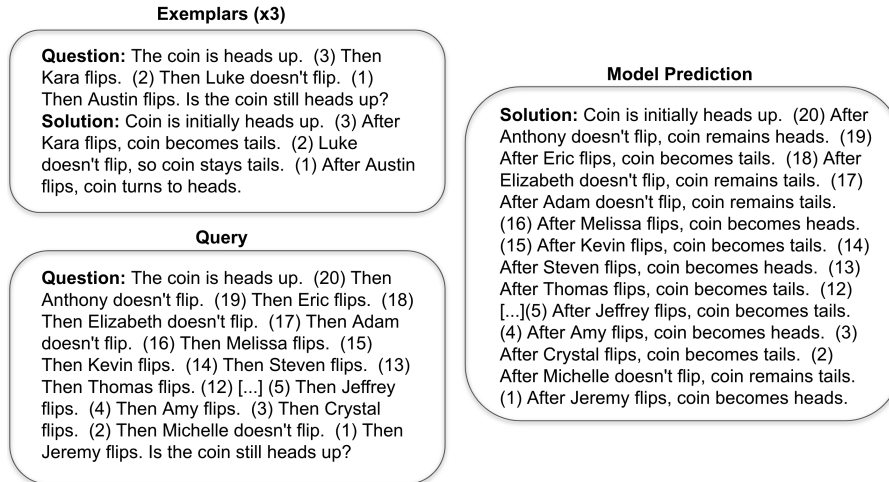 Exemplars (x3)
Question: The coin is heads up. (3) Then
Kara flips. (2) Then Luke doesn't flip. (1)
Then Austin flips. Is the coin still heads up?
Solution: Coin is initially heads up. (3) After
Kara flips, coin becomes tails. (2) Luke
doesn't flip, so coin stays tails. (1) After Austin
flips, coin turns to heads.
Query
Question: The coin is heads up. (20) Then
Anthony doesn't flip. (19) Then Eric flips. (18)
Then Elizabeth doesn't flip. (17) Then Adam
doesn't flip. (16) Then Melissa flips. (15)
Then Kevin flips. (14) Then Steven flips. (13)
Then Thomas flips. (12) [...] (5) Then Jeffrey
flips. (4) Then Amy flips. (3) Then Crystal
flips. (2) Then Michelle doesn't flip. (1) Then
Jeremy flips. Is the coin still heads up?
Model Prediction
Solution: Coin is initially heads up. (20) After
Anthony doesn't flip, coin remains heads. (19)
After Eric flips, coin becomes tails. (18) After
Elizabeth doesn't flip, coin remains tails. (17)
After Adam doesn't flip, coin remains tails.
(16) After Melissa flips, coin becomes heads.
(15) After Kevin flips, coin becomes tails. (14)
After Steven flips, coin becomes heads. (13)
After Thomas flips, coin becomes tails. (12)
[...](5) After Jeffrey flips, coin becomes tails.
(4) After Amy flips, coin becomes heads. (3)
After Crystal flips, coin becomes tails. (2)
After Michelle doesn't flip, coin remains tails.
(1) After Jeremy flips, coin becomes heads.